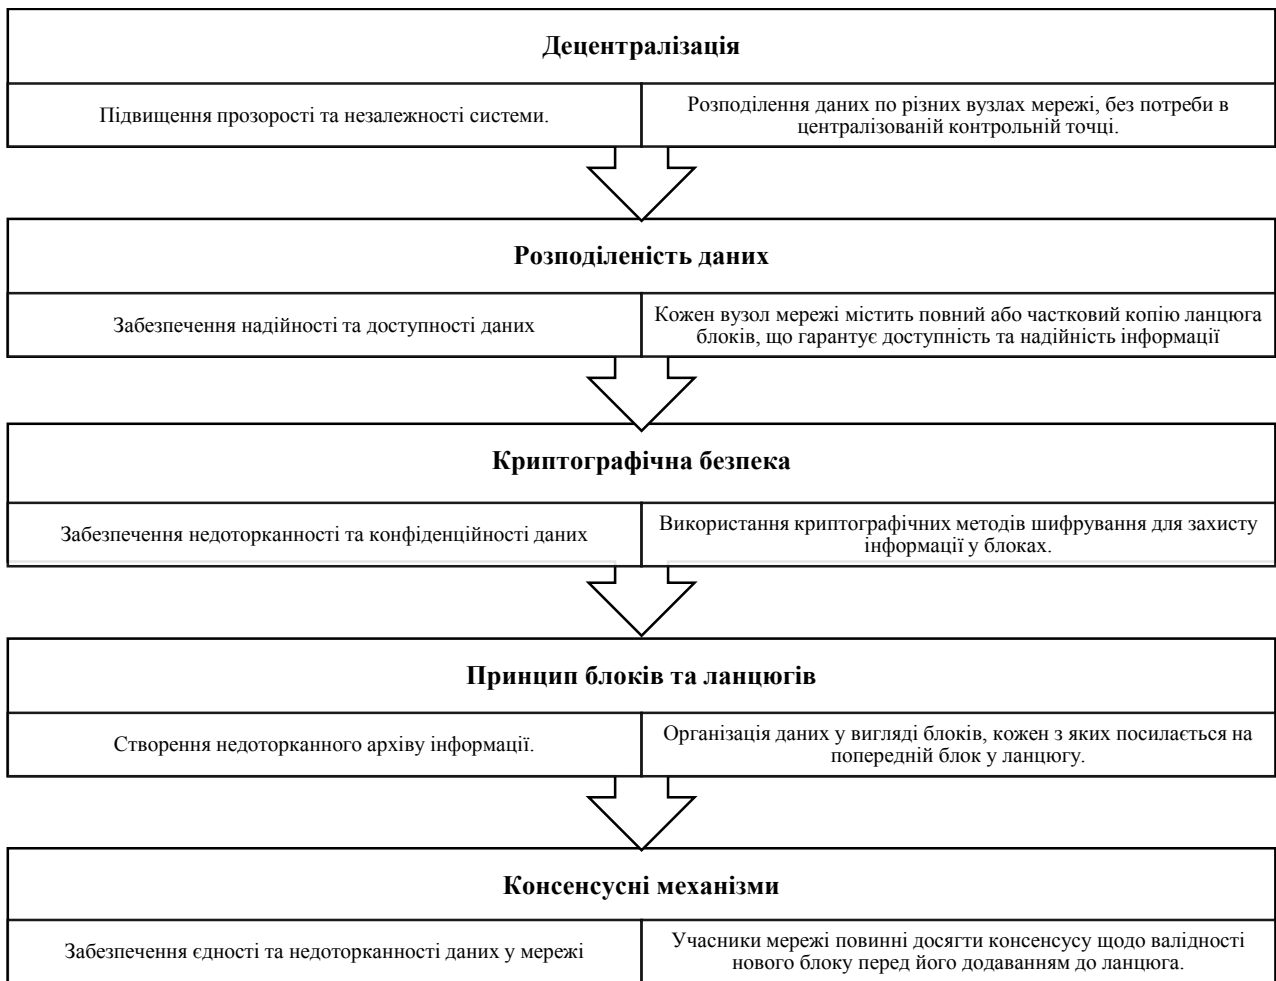 Децентралізація
Підвищення прозорості та незалежності системи.
Розподілення даних по різних вузлах мережі, без потреби в
централізованій контрольній точці.
Розподіленість даних
Забезпечення надійності та доступності даних
Кожен вузол мережі містить повний або частковий копію ланцюга
блоків, що гарантує доступність та надійність інформації
Криптографічна безпека
Забезпечення недоторканності та конфіденційності даних
Використання криптографічних методів шифрування для захисту
інформації у блоках.
Принцип блоків та ланцюгів
Створення недоторканного архіву інформації.
Організація даних у вигляді блоків, кожен з яких посилається на
попередній блок у ланцюгу.
Консенсусні механізми
Забезпечення єдності та недоторканності даних у мережі
Учасники мережі повинні досягти консенсусу щодо валідності
нового блоку перед його додаванням до ланцюга.